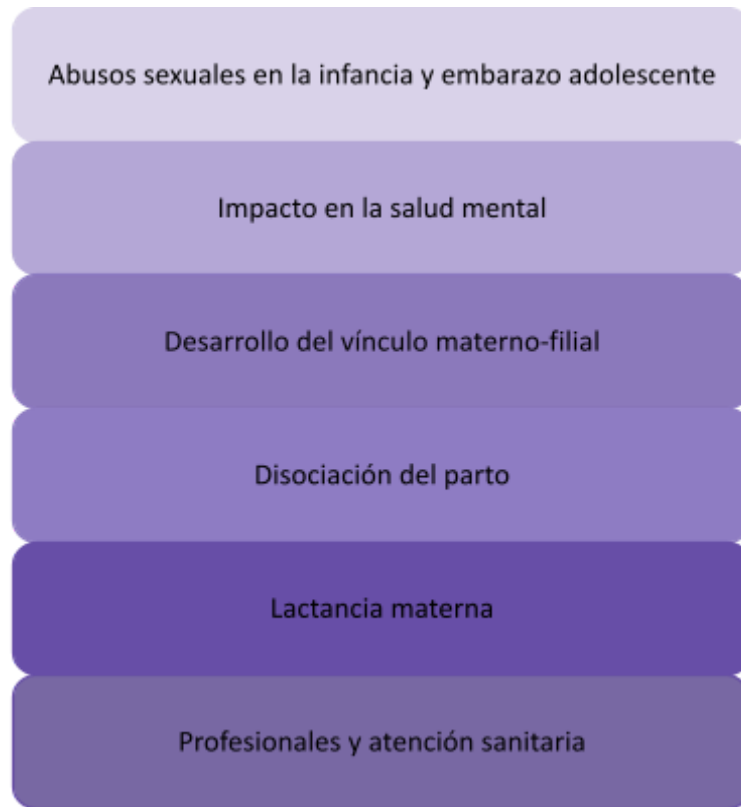 Abusos sexuales en la infancia y embarazo adolescente
Impacto en la salud mental
Desarrollo del vínculo materno-filial
Disociación del parto
Lactancia materna
Profesionales y atención sanitaria